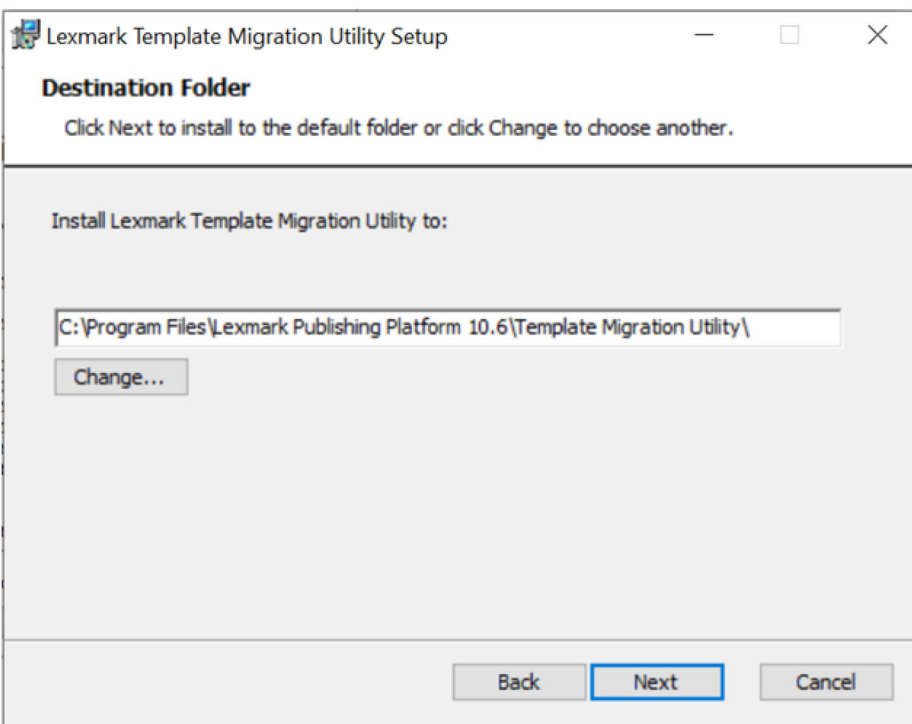 Lexmark Template Migration Utility Setup
Destination Folder
Click Next to install to the default folder or click Change to choose another.
Install Lexmark Template Migration Utility to:
C:\Program Files\Lexmark Publishing Platform 10.6\Template Migration Utility\
Change...
Back Next Cancel